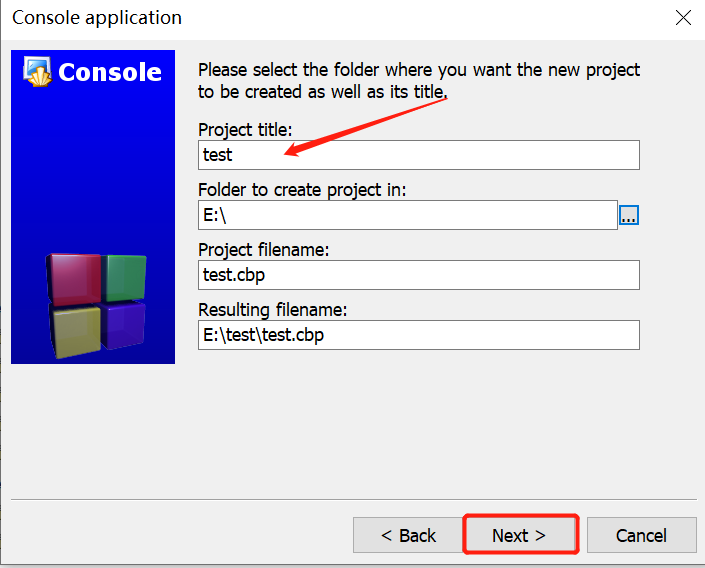 Console application
Console
Please select the folder where you want the new project
to be created as well as its title.
Project title:
test
Folder to create project in:
E:\
...
Project filename:
test.cbp
Resulting filename:
E:\test\test.cbp
< Back
Next >
Cancel